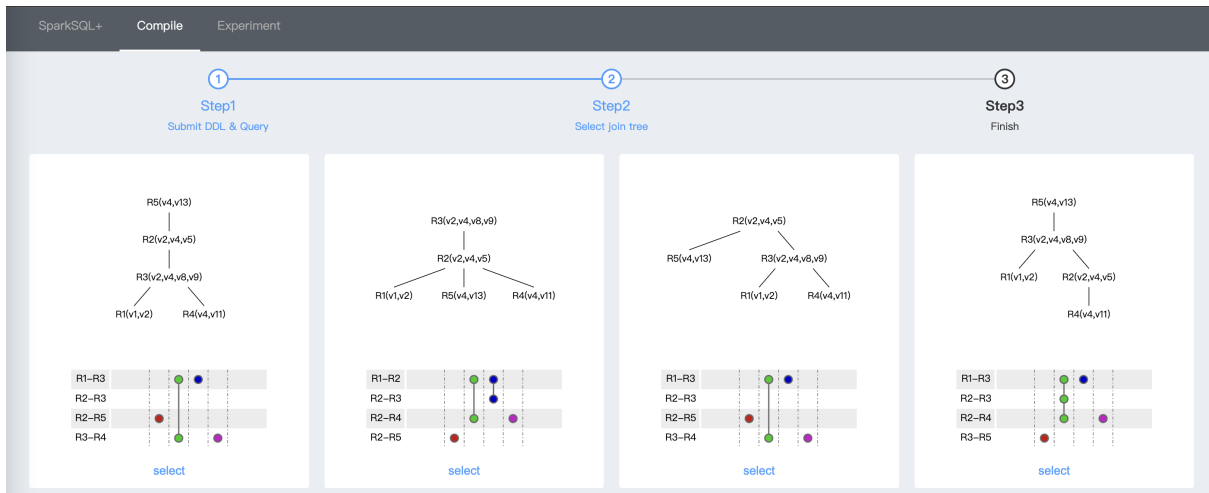 SparkSQL+ Compile Experiment
1 2 3
Step1 Step2 Step3
Submit DDL & Query Select join tree Finish
R5(v4,v13)
R2(v2,v4,v5)
R3(v2,v4,v8,v9)
R1(v1,v2) R4(v4,v11)
R1–R3
R2–R3
R2–R5
R3–R4
select
R3(v2,v4,v8,v9)
R2(v2,v4,v5)
R1(v1,v2) R5(v4,v13) R4(v4,v11)
R1–R2
R2–R3
R2–R4
R2–R5
select
R2(v2,v4,v5)
R5(v4,v13) R3(v2,v4,v8,v9)
R1(v1,v2) R4(v4,v11)
R1–R3
R2–R3
R2–R5
R3–R4
select
R5(v4,v13)
R3(v2,v4,v8,v9)
R1(v1,v2) R2(v2,v4,v5)
R4(v4,v11)
R1–R3
R2–R3
R2–R4
R3–R5
select